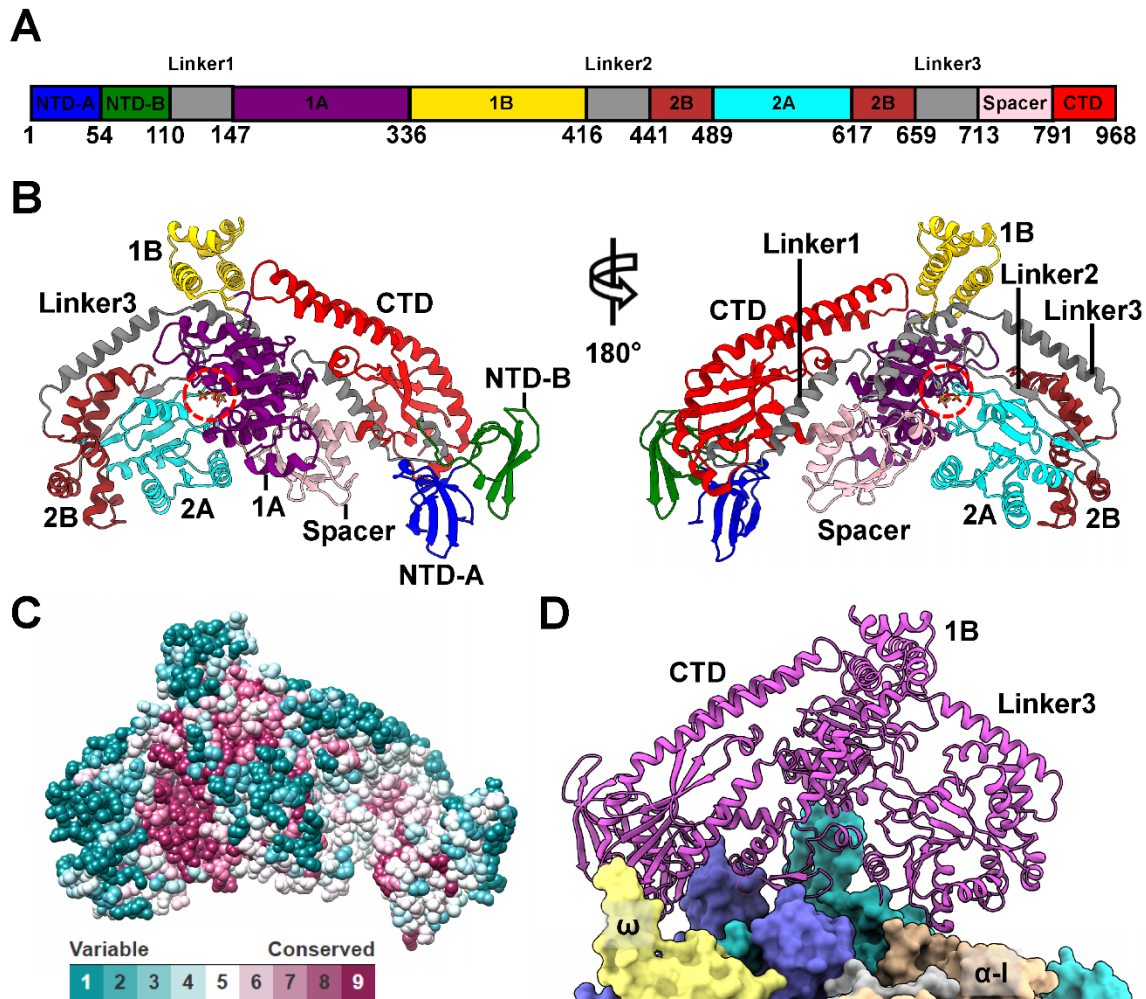 A
Linker1 Linker2 Linker3
NTD-A NTD-B 1A 1B 2B 2A 2B Spacer CTD
1 54 110 147 336 416 441 489 617 659 713 791 968
B
1B
Linker3
CTD
NTD-B
2B
2A
1A
Spacer
NTD-A
180°
1B
Linker1
Linker2
CTD
Linker3
Spacer
2A
2B
C
Variable Conserved
1 2 3 4 5 6 7 8 9
D
1B
CTD
Linker3
ω
α-I